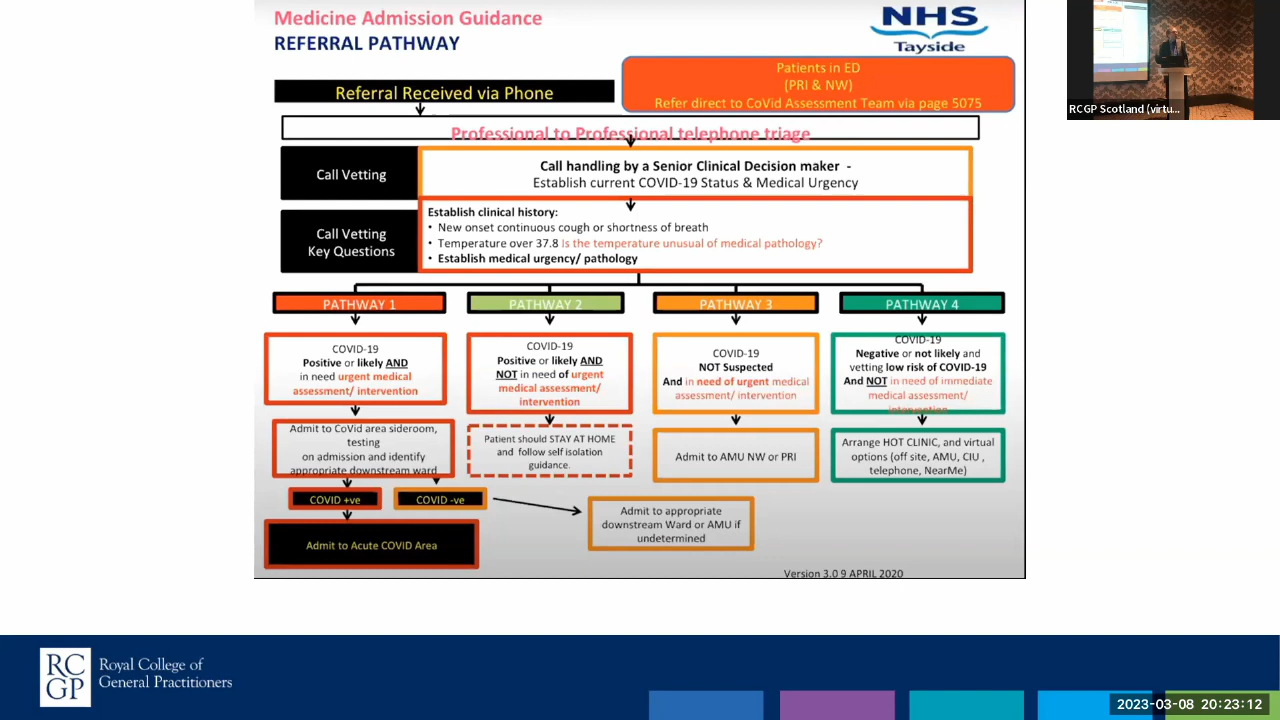 Medicine Admission Guidance
REFERRAL PATHWAY
NHS
Tayside
Patients in ED
(PRI & NW)
Refer direct to CoVid Assessment Team via page 5075
Referral Received via Phone
Professional to Professional telephone triage
Call Vetting
Call handling by a Senior Clinical Decision maker -
Establish current COVID-19 Status & Medical Urgency
Call Vetting
Key Questions
Establish clinical history:
• New onset continuous cough or shortness of breath
• Temperature over 37.8 is the temperature unusual of medical pathology?
• Establish medical urgency/ pathology
PATHWAY 1
PATHWAY 2
PATHWAY 3
PATHWAY 4
COVID-19
Positive or likely AND
in need urgent medical
assessment/ intervention
COVID-19
Positive or likely AND
NOT in need of urgent
medical assessment/
intervention
COVID-19
NOT Suspected
And in need of urgent medical
assessment/ intervention
COVID-19
Negative or not likely and
vetting low risk of COVID-19
And NOT in need of immediate
medical assessment/
intervention
Admit to CoVid area sideroom,
testing
on admission and identify
appropriate downstream ward
Patient should STAY AT HOME
and follow self isolation
guidance.
Admit to AMU NW or PRI
Arrange HOT CLINIC, and virtual
options (off site, AMU, CIU ,
telephone, NearMe)
COVID +ve
COVID -ve
Admit to appropriate
downstream Ward or AMU if
undetermined
Admit to Acute COVID Area
Version 3.0 9 APRIL 2020
RCGP Scotland (virtu...
RC
GP
Royal College of
General Practitioners
2023-03-08 20:23:12